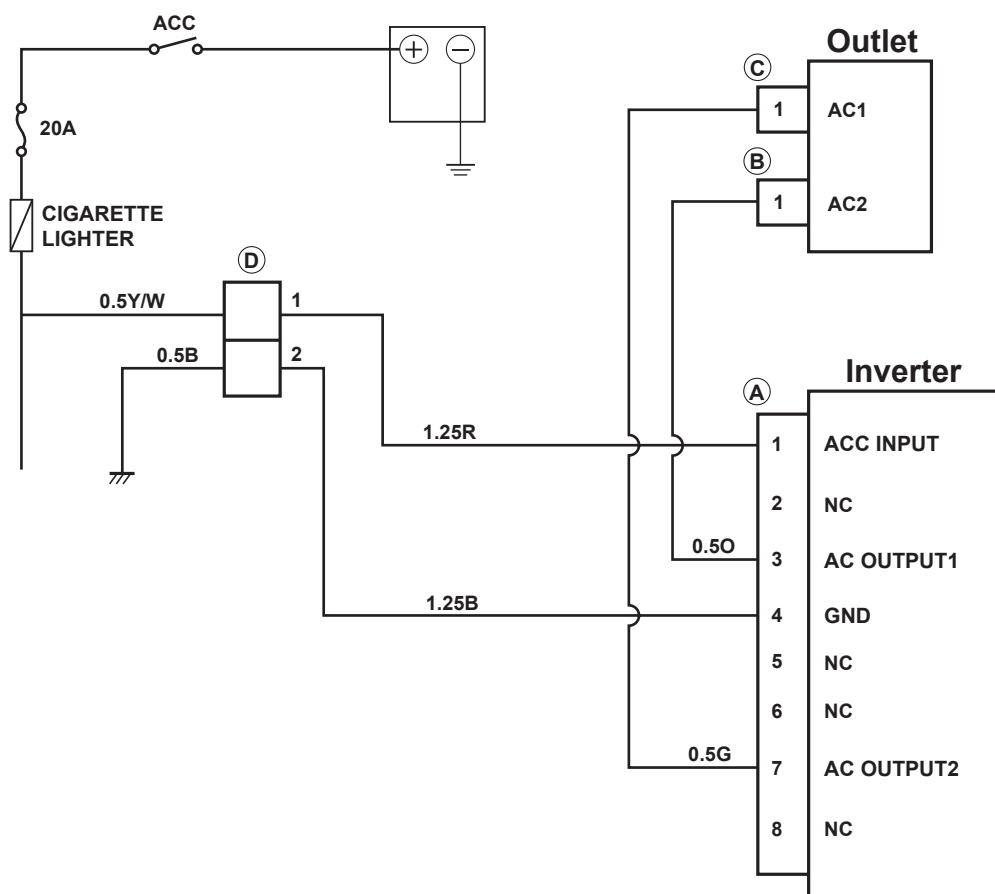 ACC
+
−
20A
CIGARETTE
LIGHTER
D
0.5Y/W
1
0.5B
2
1.25R
1.25B
Outlet
C
1
AC1
B
1
AC2
Inverter
A
1
ACC INPUT
2
NC
0.5O
3
AC OUTPUT1
4
GND
5
NC
6
NC
0.5G
7
AC OUTPUT2
8
NC